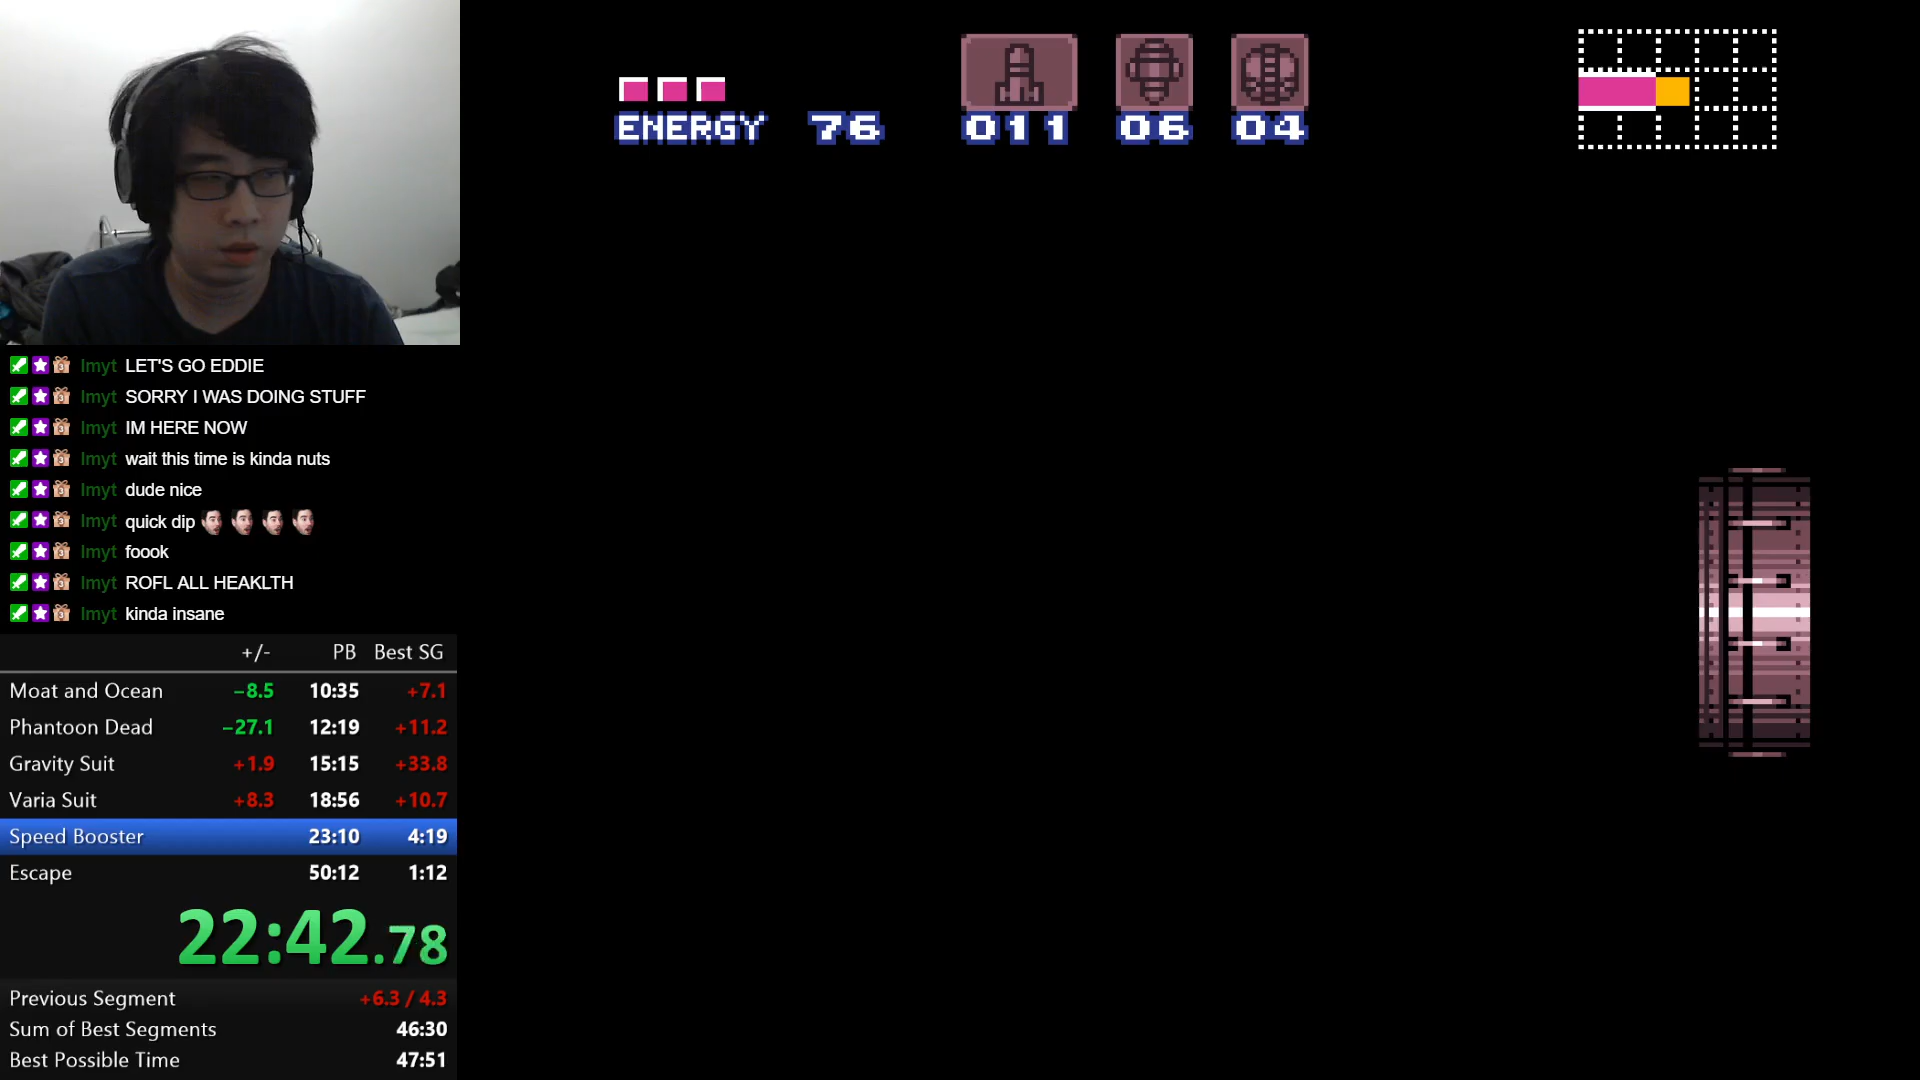 ENERGY 76 011 06 04
lmyt LET'S GO EDDIE
lmyt SORRY I WAS DOING STUFF
lmyt IM HERE NOW
lmyt wait this time is kinda nuts
lmyt dude nice
lmyt quick dip
lmyt foook
lmyt ROFL ALL HEAKLTH
lmyt kinda insane
+/- PB Best SG
Moat and Ocean −8.5 10:35 +7.1
Phantoon Dead −27.1 12:19 +11.2
Gravity Suit +1.9 15:15 +33.8
Varia Suit +8.3 18:56 +10.7
Speed Booster 23:10 4:19
Escape 50:12 1:12
22:42.78
Previous Segment +6.3 / 4.3
Sum of Best Segments 46:30
Best Possible Time 47:51